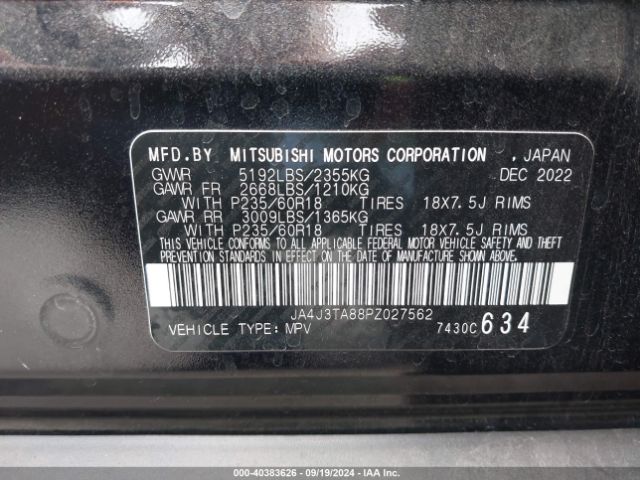 MFD.BY MITSUBISHI MOTORS CORPORATION , JAPAN
GVWR 5192LBS/2355KG DEC 2022
GAWR FR 2668LBS/1210KG
WITH P235/60R18 TIRES 18X7.5J RIMS
GAWR RR 3009LBS/1365KG
WITH P235/60R18 TIRES 18X7.5J RIMS
THIS VEHICLE CONFORMS TO ALL APPLICABLE FEDERAL MOTOR VEHICLE SAFETY AND THEFT
PREVENTION STANDARDS IN EFFECT ON THE DATE OF MANUFACTURE SHOWN ABOVE.
JA4J3TA88PZ027562
VEHICLE TYPE: MPV 7430C 634
000-40383626 - 09/19/2024 - IAA Inc.